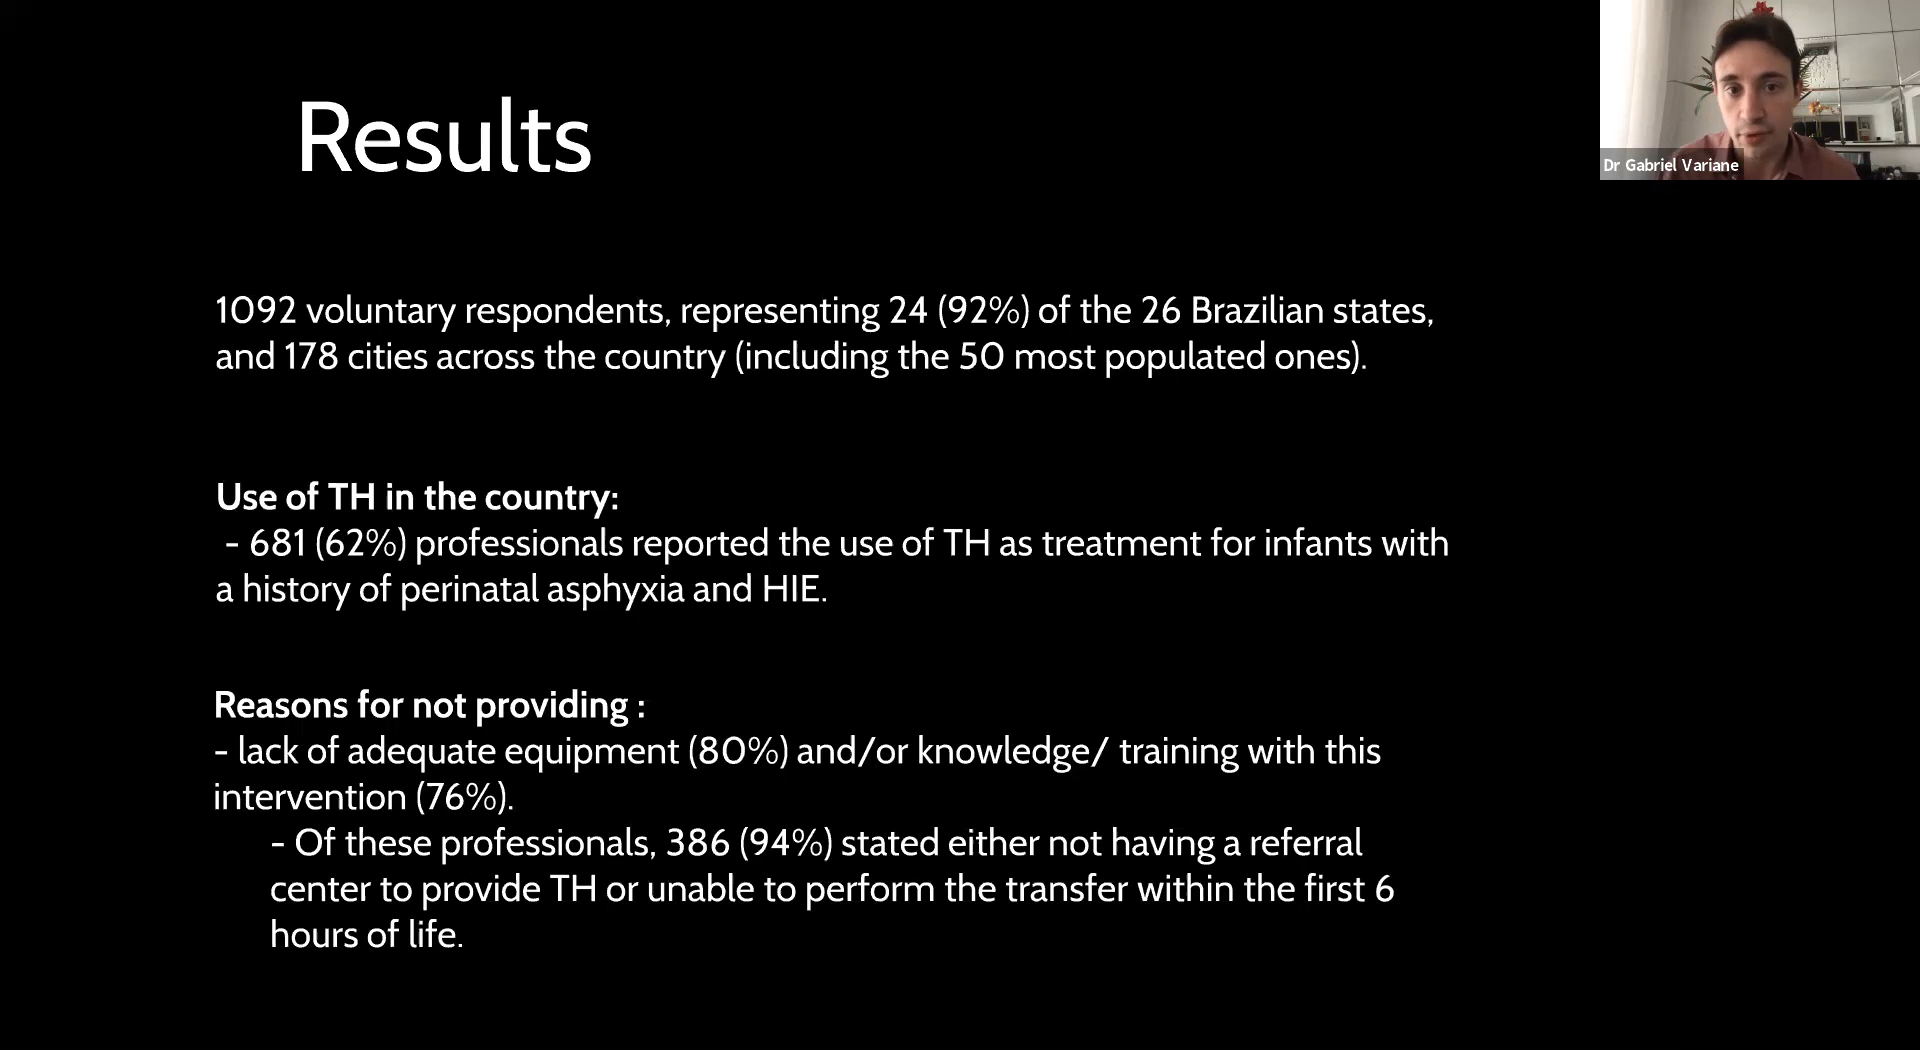 Results
Dr Gabriel Variane
1092 voluntary respondents, representing 24 (92%) of the 26 Brazilian states,
and 178 cities across the country (including the 50 most populated ones).
Use of TH in the country:
- 681 (62%) professionals reported the use of TH as treatment for infants with
a history of perinatal asphyxia and HIE.
Reasons for not providing :
- lack of adequate equipment (80%) and/or knowledge/ training with this
intervention (76%).
- Of these professionals, 386 (94%) stated either not having a referral
center to provide TH or unable to perform the transfer within the first 6
hours of life.